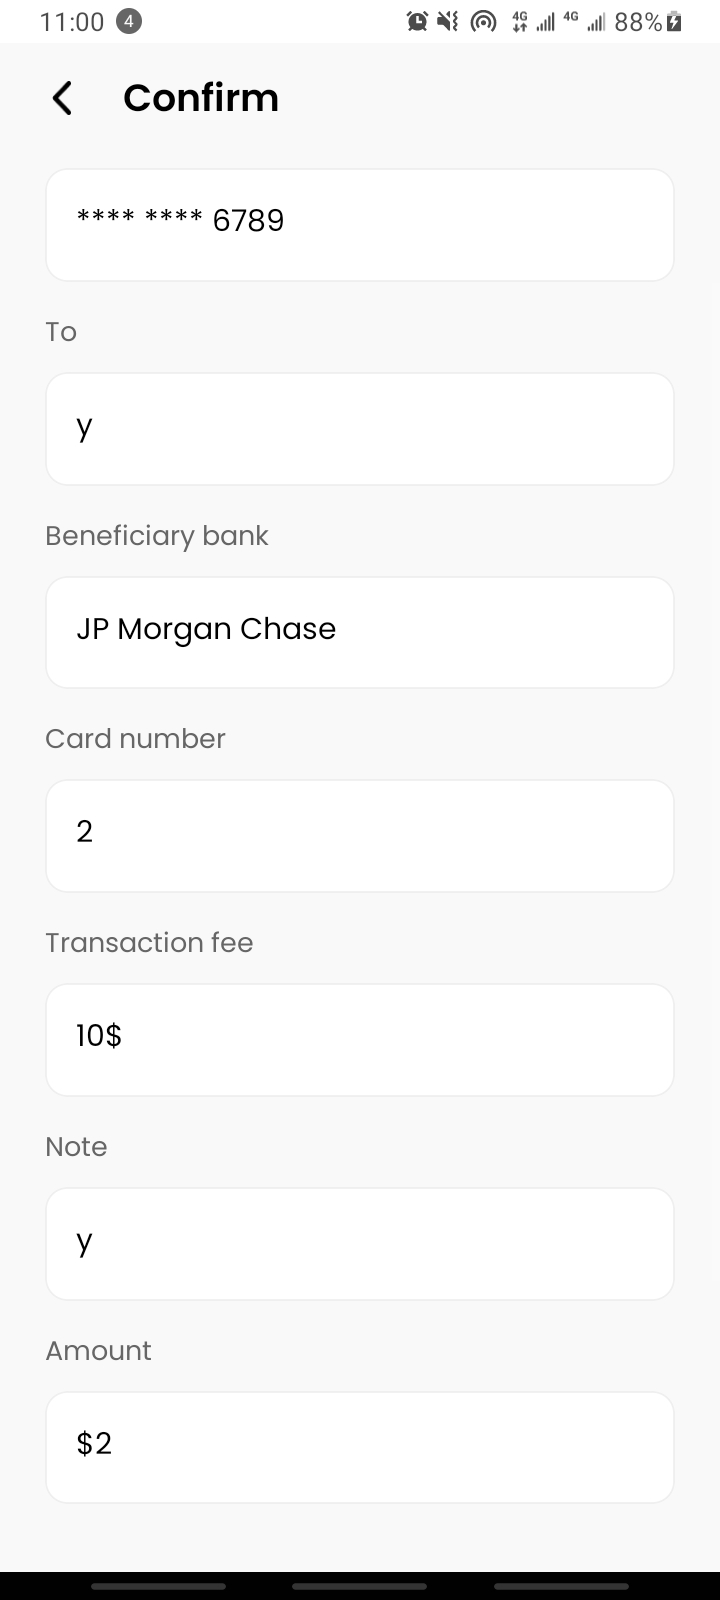 11:00 4 4G 4G 88%
Confirm
**** **** 6789
To
y
Beneficiary bank
JP Morgan Chase
Card number
2
Transaction fee
10$
Note
y
Amount
$2